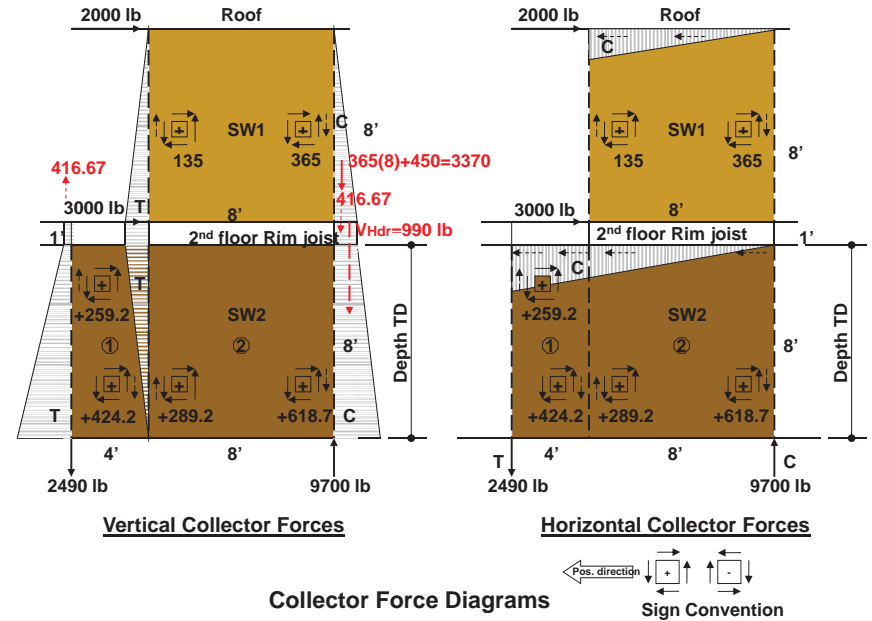 2000 lb
Roof
C
8’
SW1
135
365
365(8)+450=3370
416.67
416.67
3000 lb
T
8’
VHdr=990 lb
1’
2nd floor Rim joist
T
+259.2
SW2
1
2
8’
Depth TD
T
+424.2
+289.2
+618.7
C
4’
8’
2490 lb
9700 lb
Vertical Collector Forces
2000 lb
Roof
C
SW1
135
365
8’
3000 lb
8’
2nd floor Rim joist
1’
C
+259.2
SW2
1
2
8’
Depth TD
+424.2
+289.2
+618.7
T
4’
8’
C
2490 lb
9700 lb
Horizontal Collector Forces
Pos. direction
+
-
Sign Convention
Collector Force Diagrams